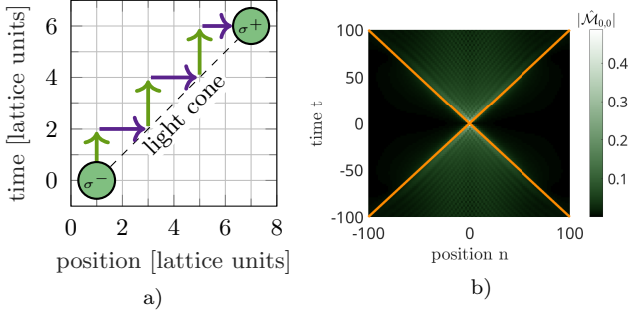 time [lattice units]
6
4
2
0
0 2 4 6 8
position [lattice units]
σ−
σ+
light cone
a)
|M̂0,0|
time t
100
50
0
-50
-100
-100 0 100
position n
0.4
0.3
0.2
0.1
b)